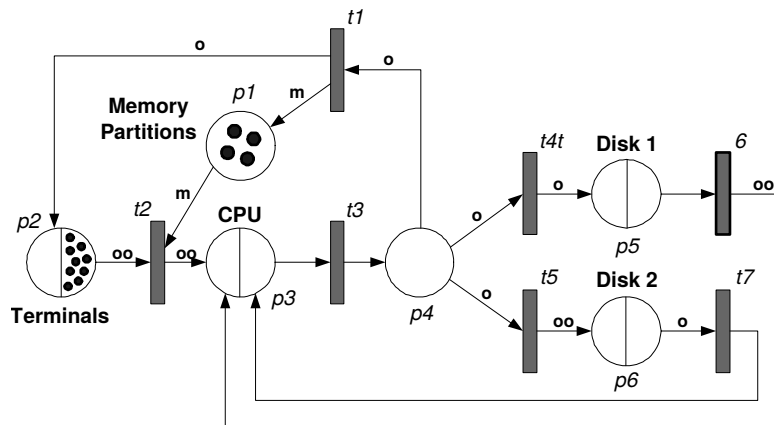 t1
o
o
m
p1
Memory
Partitions
t4t
Disk 1
6
m
o
oo
p2
t2
CPU
t3
o
p5
oo
oo
t5
Disk 2
t7
o
p3
p4
Terminals
oo
o
p6